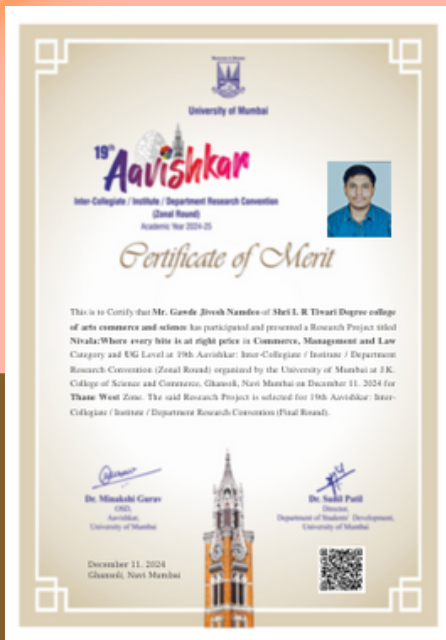 University of Mumbai
19th
Aavishkar
Inter-Collegiate / Institute / Department Research Convention
(Zonal Round)
Academic Year 2024-25
Certificate of Merit
This is to Certify that Mr. Gawde Jivesh Namdeo of Shri L R Tiwari Degree college
of arts commerce and science has participated and presented a Research Project titled
Nivala:Where every bite is at right price in Commerce, Management and Law
Category and UG Level at 19th Aavishkar: Inter-Collegiate / Institute / Department
Research Convention (Zonal Round) organized by the University of Mumbai at J.K.
College of Science and Commerce, Ghansoli, Navi Mumbai on December 11, 2024 for
Thane West Zone. The said Research Project is selected for 19th Aavishkar: Inter-
Collegiate / Institute / Department Research Convention (Final Round).
Dr. Minakshi Gurav
OSD,
Aavishkar,
University of Mumbai
Dr. Sunil Patil
Director,
Department of Students' Development,
University of Mumbai
December 11, 2024
Ghansoli, Navi Mumbai